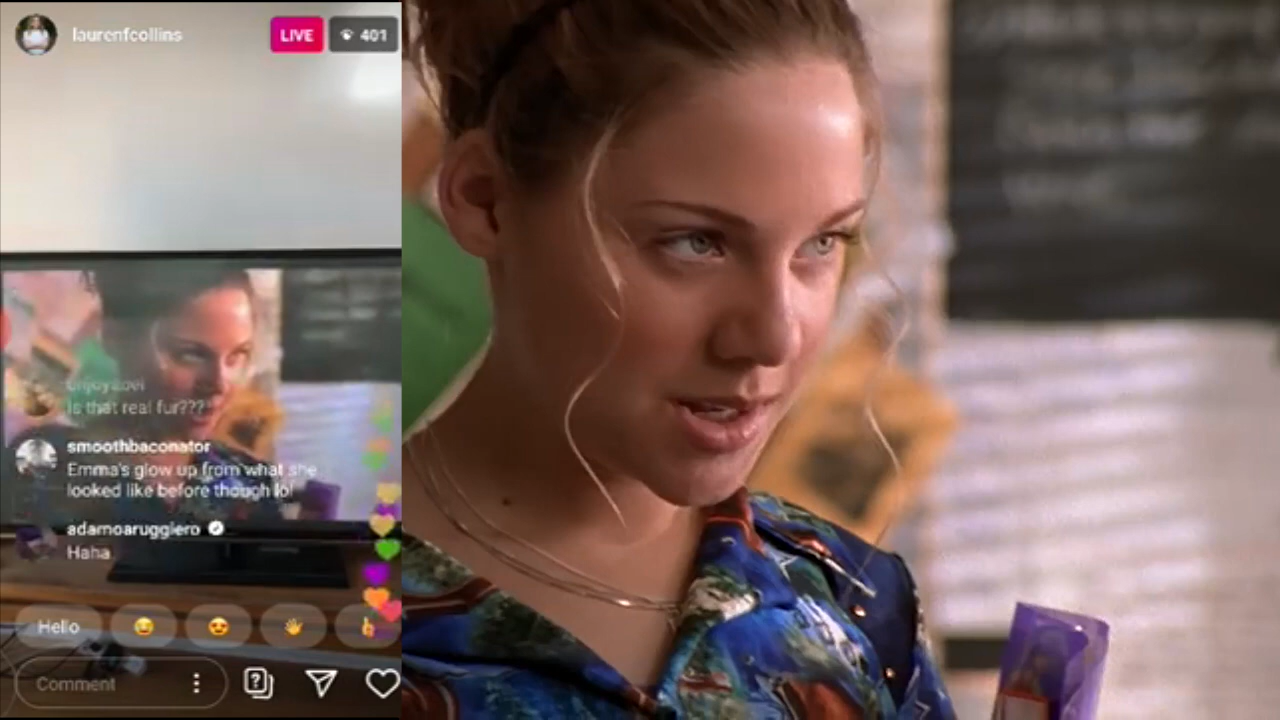 laurenfcollins
LIVE
401
Is that real fur???
smoothbaconator
Emma's glow up from what she
looked like before though lol
adamoaruggiero
Haha
Hello
Comment